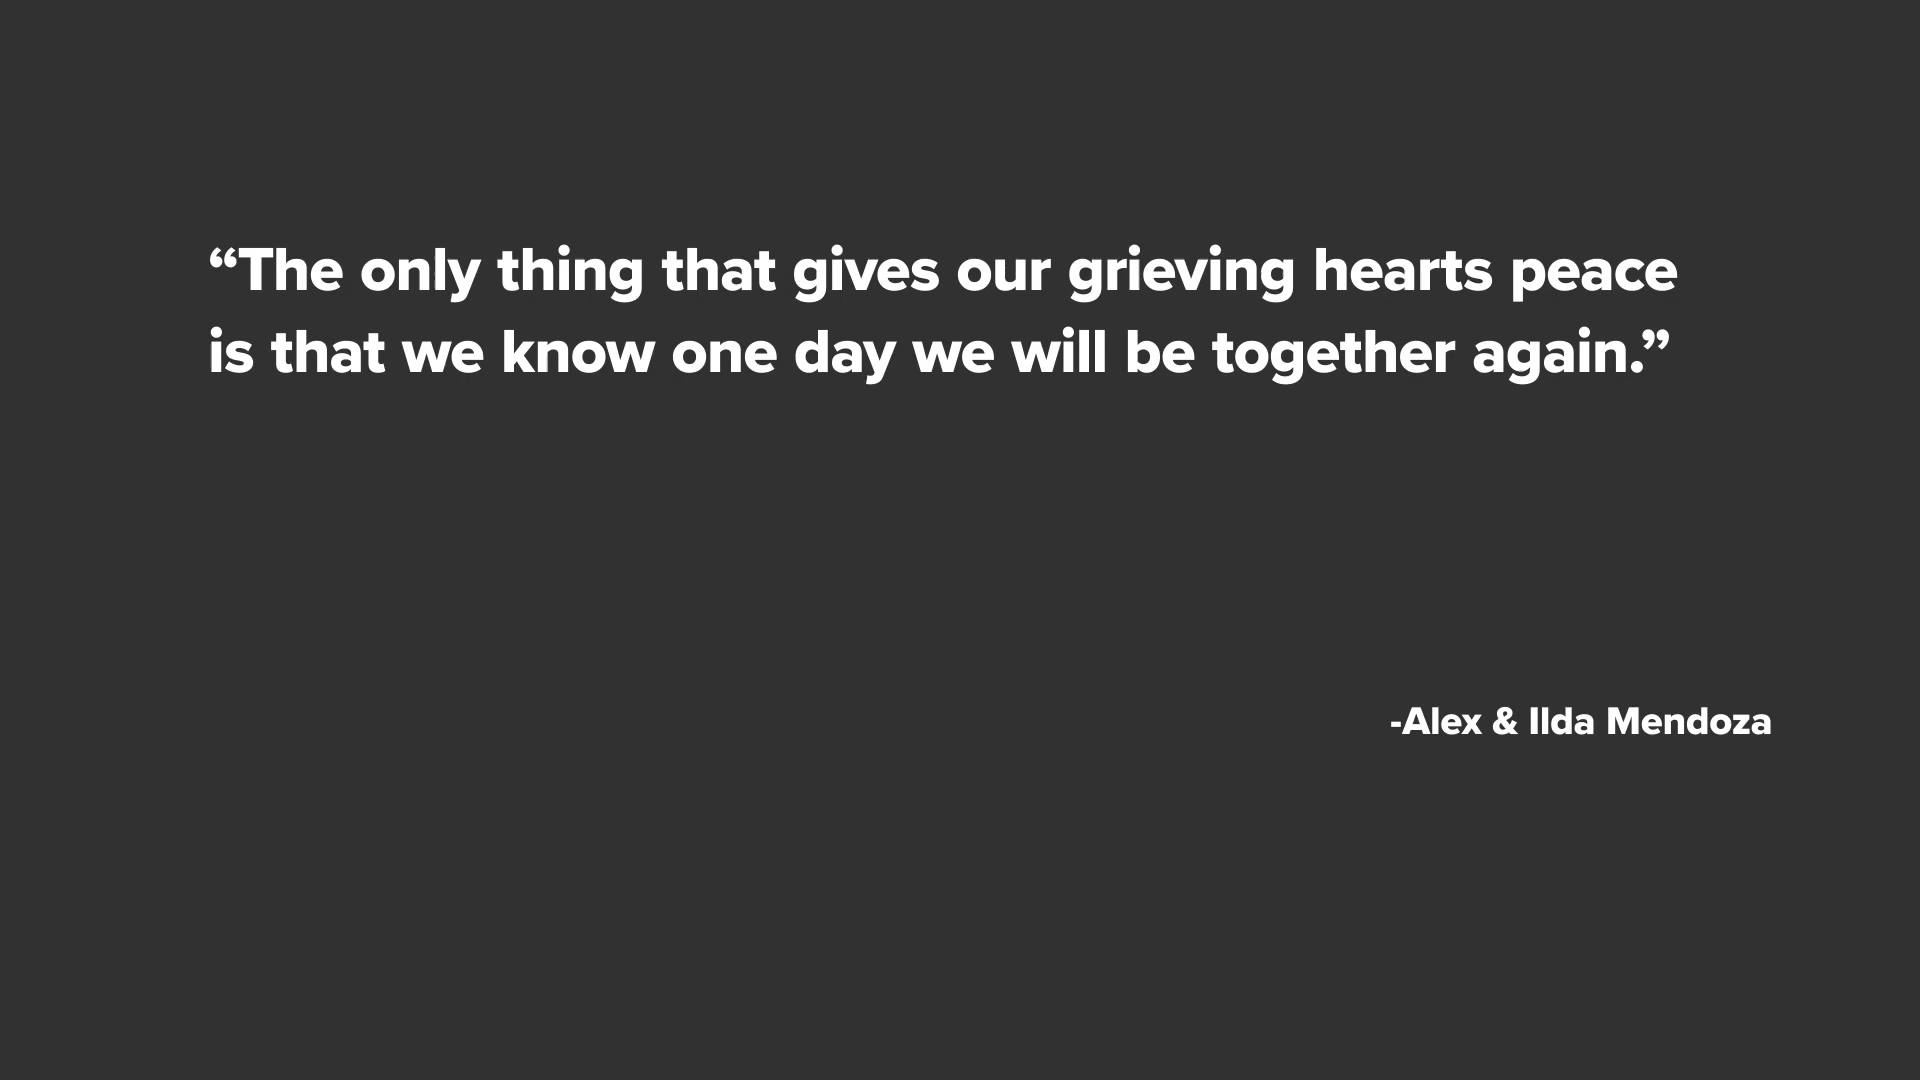 “The only thing that gives our grieving hearts peace
is that we know one day we will be together again.”
-Alex & Ilda Mendoza